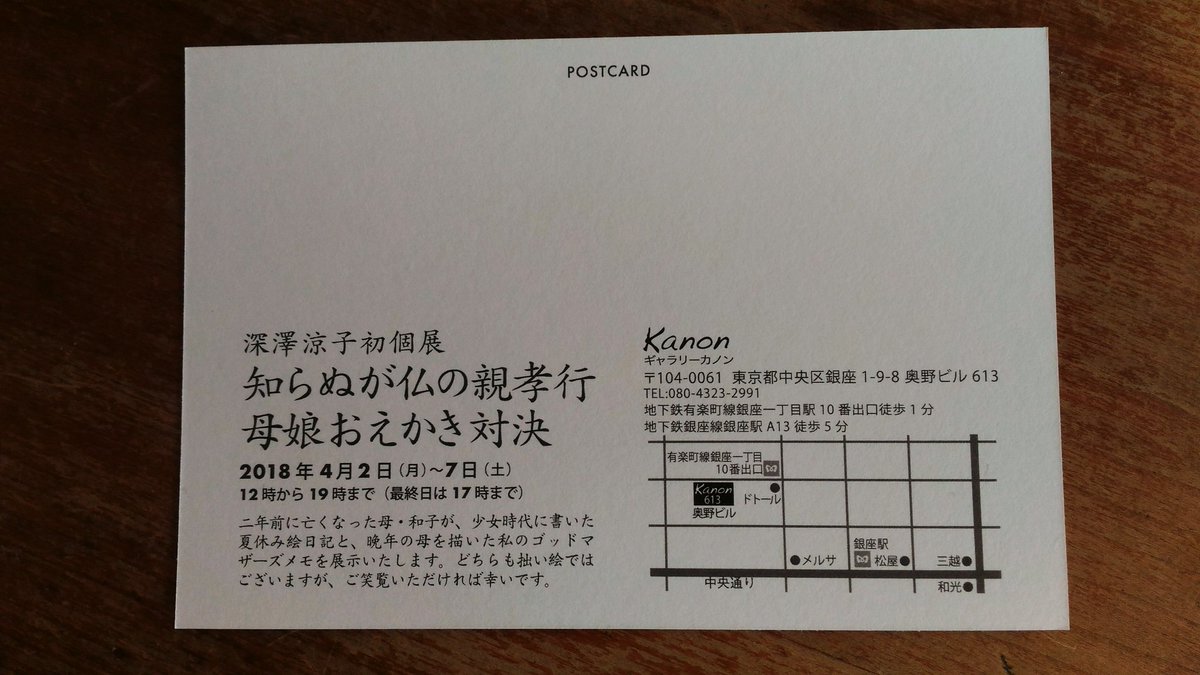 POSTCARD
深澤涼子初個展
知らぬが仏の親孝行
母娘おえかき対決
2018年4月2日(月)〜7日(土)
12時から19時まで(最終日は17時まで)
二年前に亡くなった母・和子が、少女時代に書いた
夏休み絵日記と、晩年の母を描いた私のゴッドマ
ザーズメモを展示いたします。どちらも拙い絵では
ございますが、ご笑覧いただければ幸いです。
Kanon
ギャラリーカノン
〒104-0061 東京都中央区銀座1-9-8 奥野ビル 613
TEL:080-4323-2991
地下鉄有楽町線銀座一丁目駅10番出口徒歩1分
地下鉄銀座線銀座駅A13徒歩5分
有楽町線銀座一丁目
10番出口
Kanon
613
奥野ビル
ドトール
メルサ
銀座駅
松屋
三越
中央通り
和光